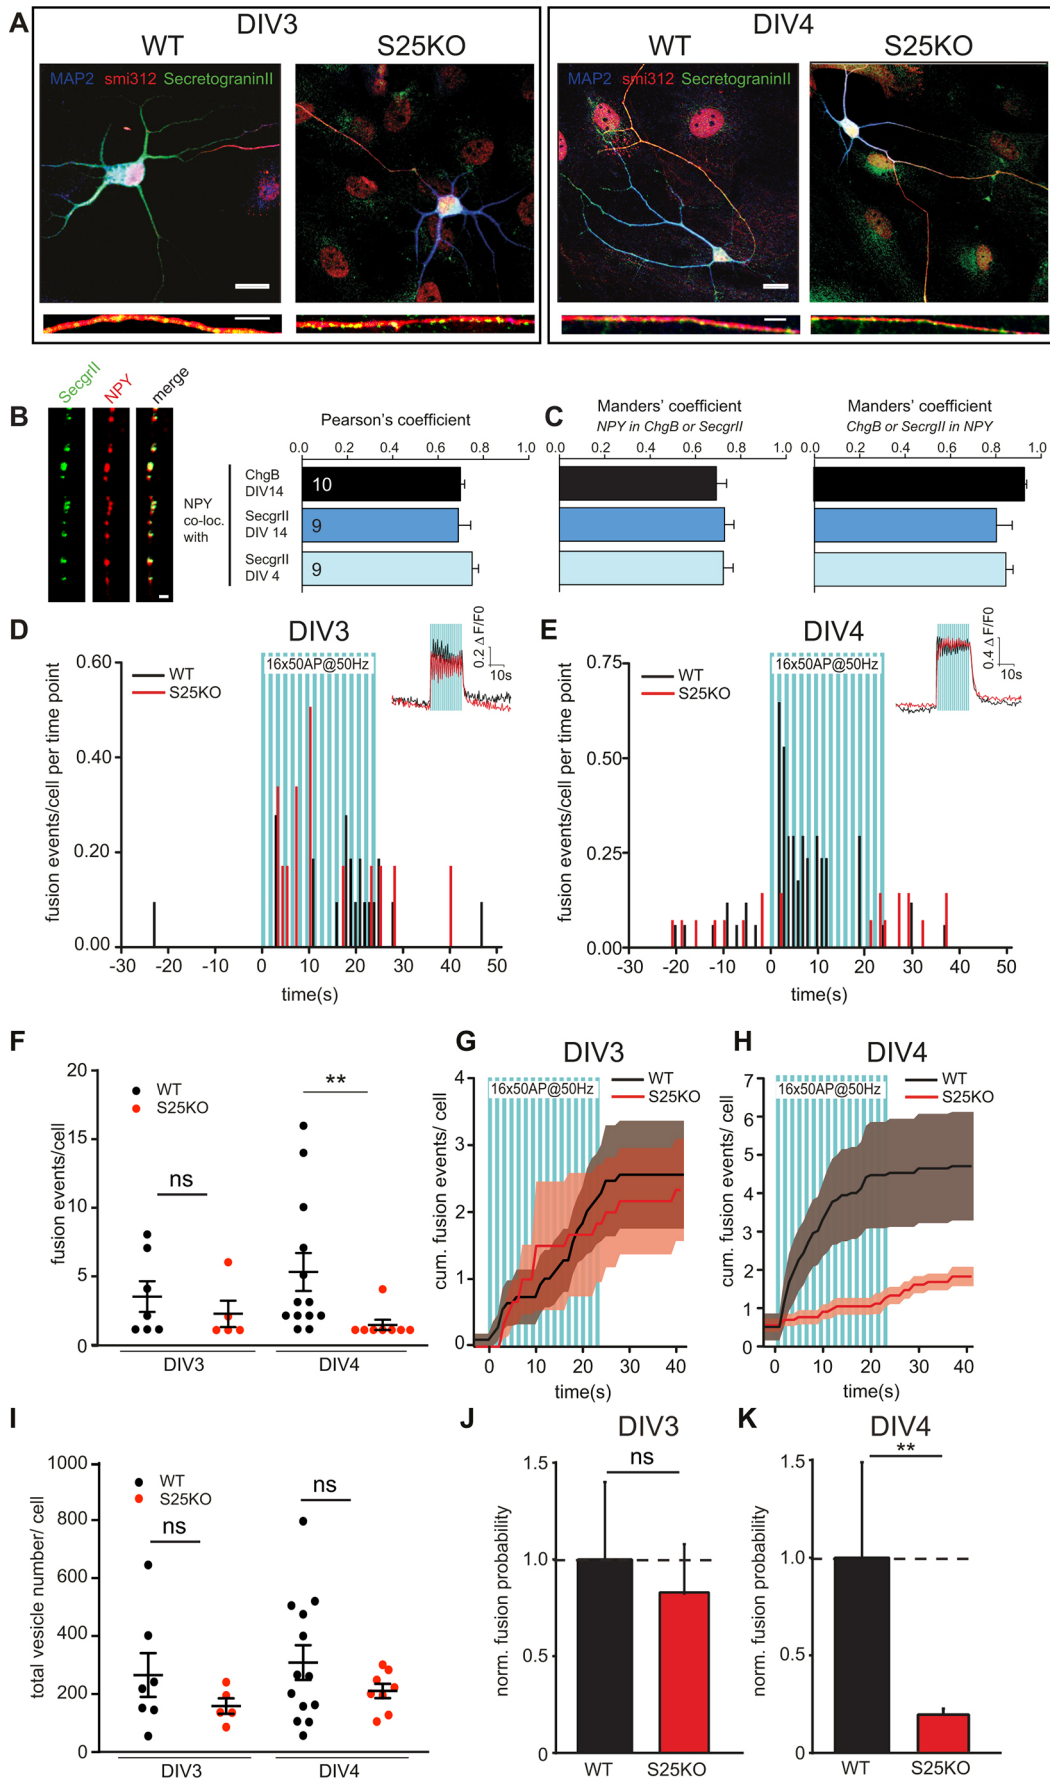 A
DIV3
WT
S25KO
MAP2 smi312 SecretograninII
DIV4
WT
S25KO
MAP2 smi312 SecretograninII
B
SecgrII
NPY
merge
Pearson's coefficient
0.0 0.2 0.4 0.6 0.8 1.0
NPY
co-loc.
with
ChgB
DIV14
SecgrII
DIV 14
SecgrII
DIV 4
10
9
9
C
Manders' coefficient
NPY in ChgB or SecrgII
0.0 0.2 0.4 0.6 0.8 1.0
Manders' coefficient
ChgB or SecrgII in NPY
0.0 0.2 0.4 0.6 0.8 1.0
D
DIV3
fusion events/cell per time point
0.60
0.40
0.20
0.00
WT
S25KO
16x50AP@50Hz
0.2 Δ F/F0
10s
-30 -20 -10 0 10 20 30 40 50
time(s)
E
DIV4
fusion events/cell per time point
0.75
0.50
0.25
0.00
WT
S25KO
16x50AP@50Hz
0.4 Δ F/F0
10s
-30 -20 -10 0 10 20 30 40 50
time(s)
F
fusion events/cell
20
15
10
5
0
WT
S25KO
ns
**
DIV3
DIV4
G
DIV3
cum. fusion events/ cell
4
3
2
1
0
16x50AP@50Hz
WT
S25KO
0 10 20 30 40
time(s)
H
DIV4
cum. fusion events/ cell
7
6
5
4
3
2
1
0
16x50AP@50Hz
WT
S25KO
0 10 20 30 40
time(s)
I
total vesicle number/ cell
1000
800
600
400
200
0
WT
S25KO
ns
ns
DIV3
DIV4
J
DIV3
norm. fusion probability
1.5
1.0
0.5
0
ns
WT
S25KO
K
DIV4
norm. fusion probability
1.5
1.0
0.5
0
**
WT
S25KO